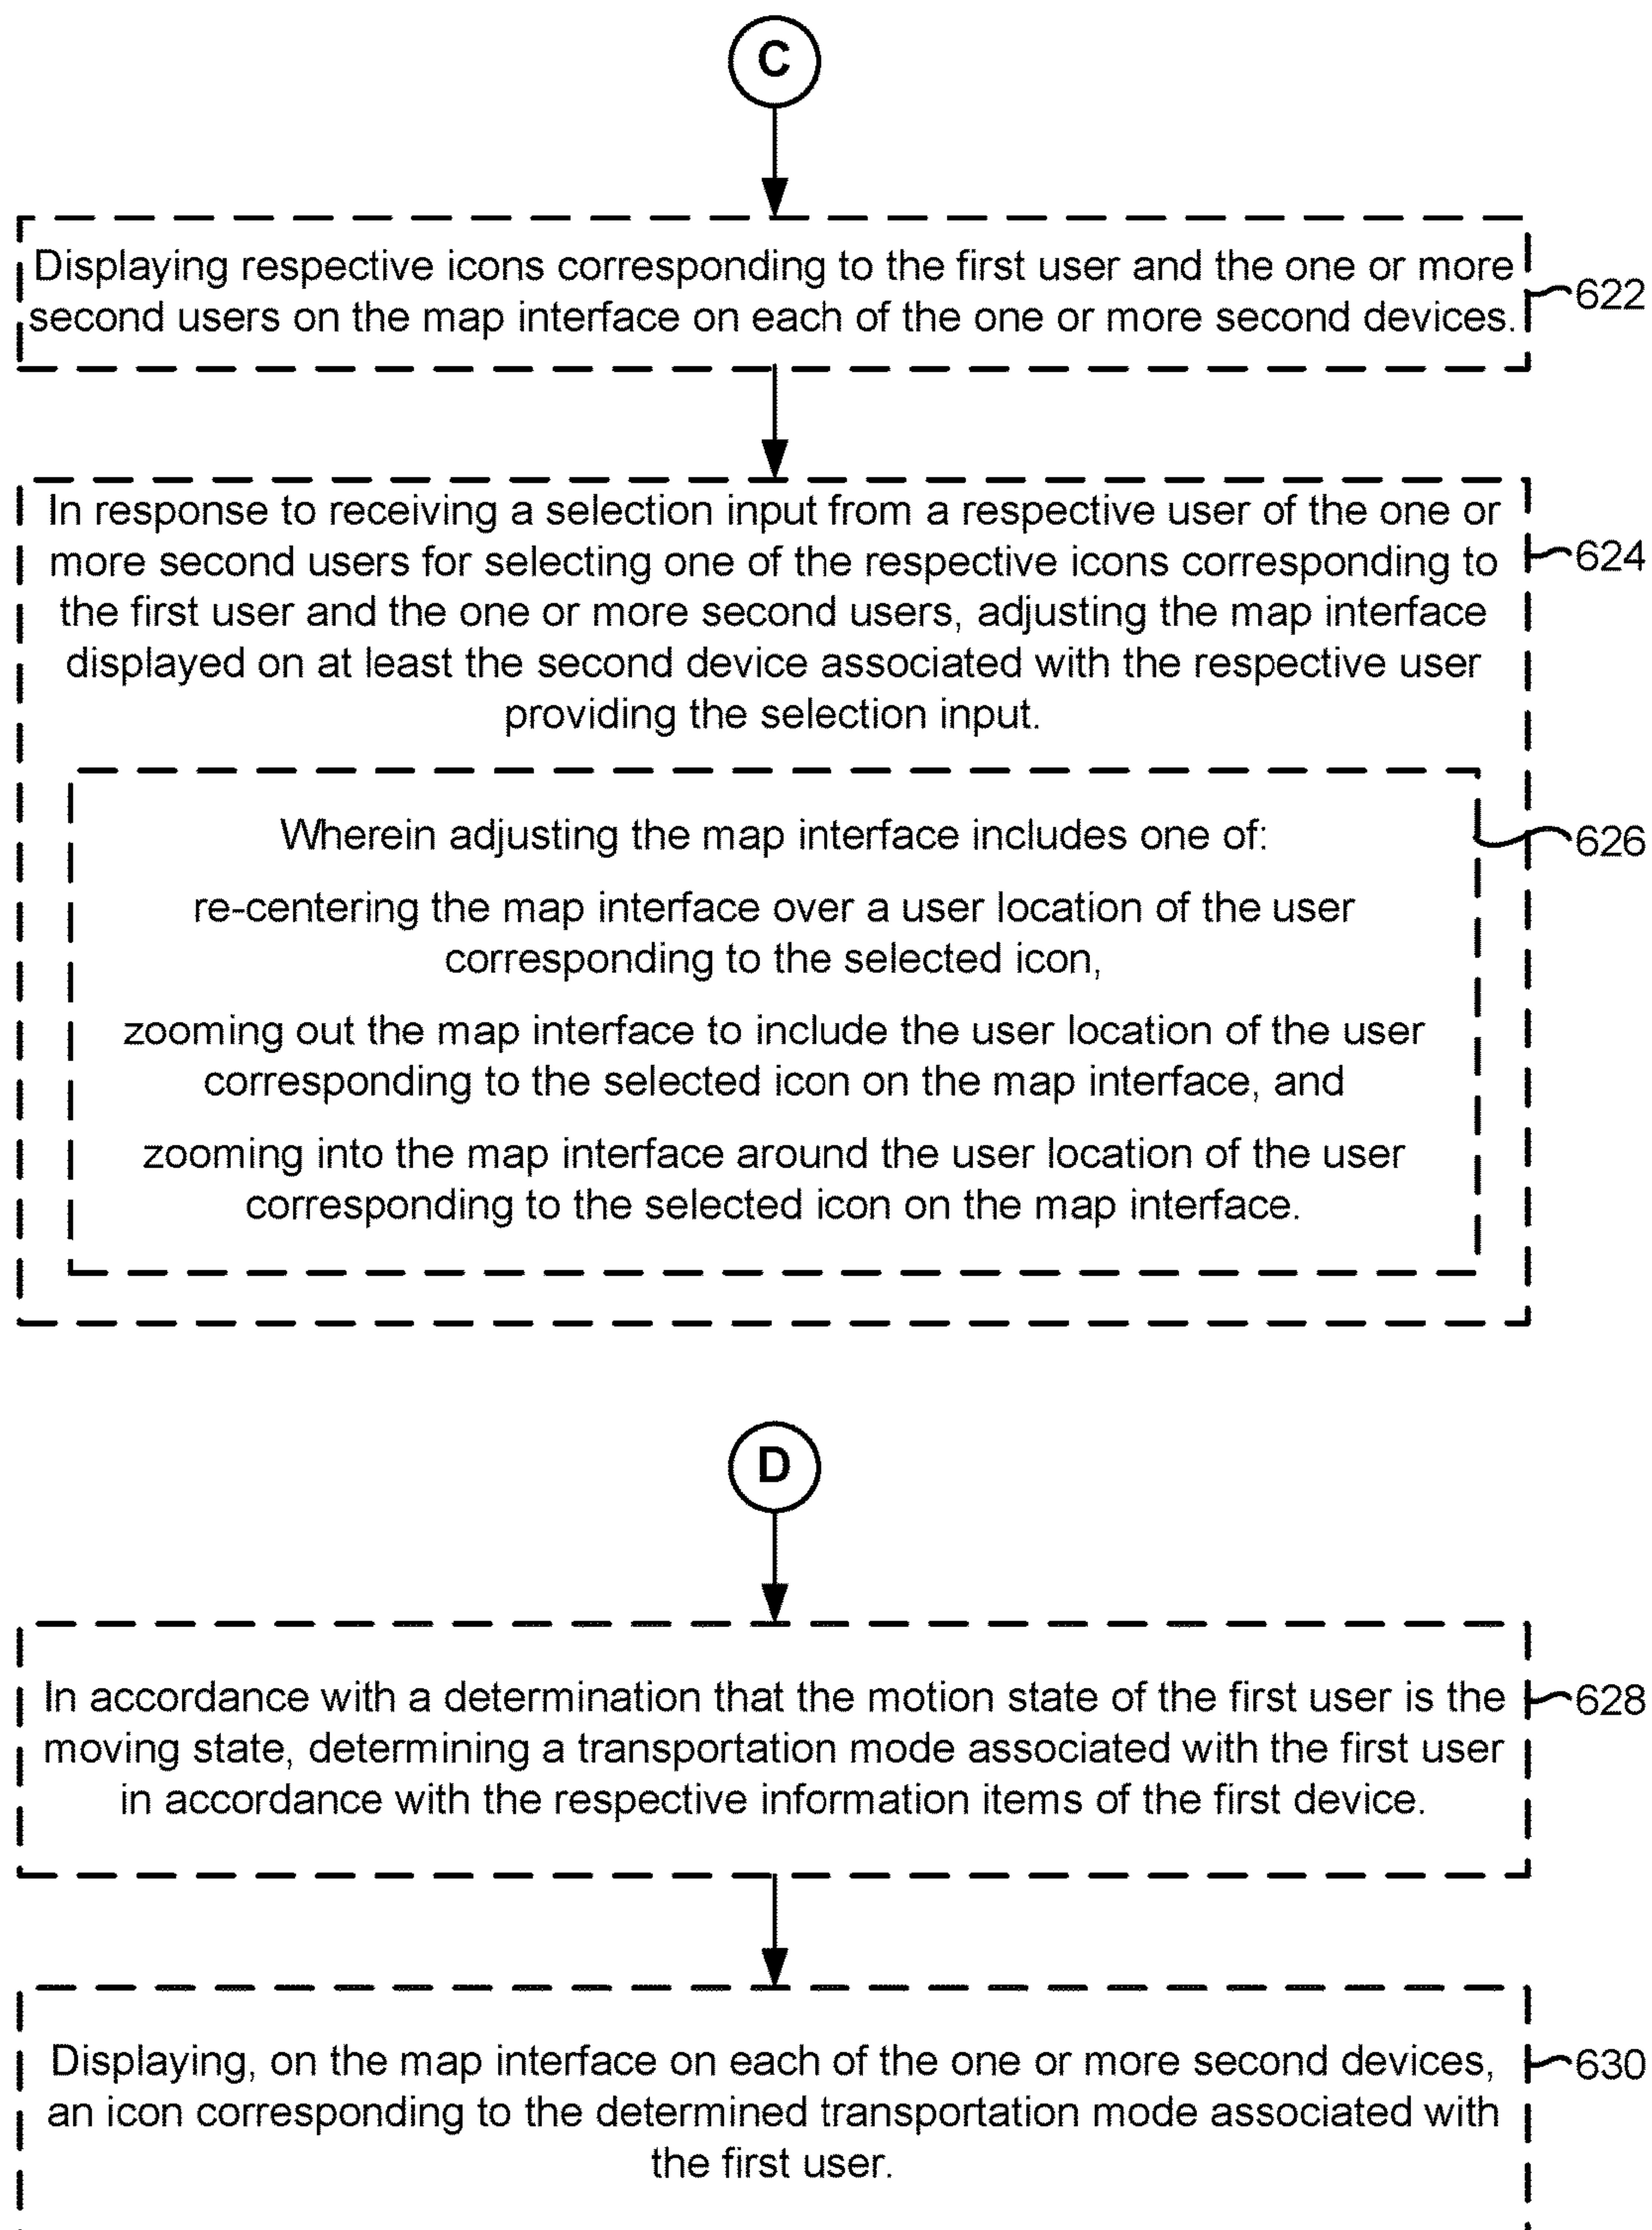 C
Displaying respective icons corresponding to the first user and the one or more
second users on the map interface on each of the one or more second devices.
622
In response to receiving a selection input from a respective user of the one or
more second users for selecting one of the respective icons corresponding to
the first user and the one or more second users, adjusting the map interface
displayed on at least the second device associated with the respective user
providing the selection input.
624
Wherein adjusting the map interface includes one of:
re-centering the map interface over a user location of the user
corresponding to the selected icon,
zooming out the map interface to include the user location of the user
corresponding to the selected icon on the map interface, and
zooming into the map interface around the user location of the user
corresponding to the selected icon on the map interface.
626
D
In accordance with a determination that the motion state of the first user is the
moving state, determining a transportation mode associated with the first user
in accordance with the respective information items of the first device.
628
Displaying, on the map interface on each of the one or more second devices,
an icon corresponding to the determined transportation mode associated with
the first user.
630